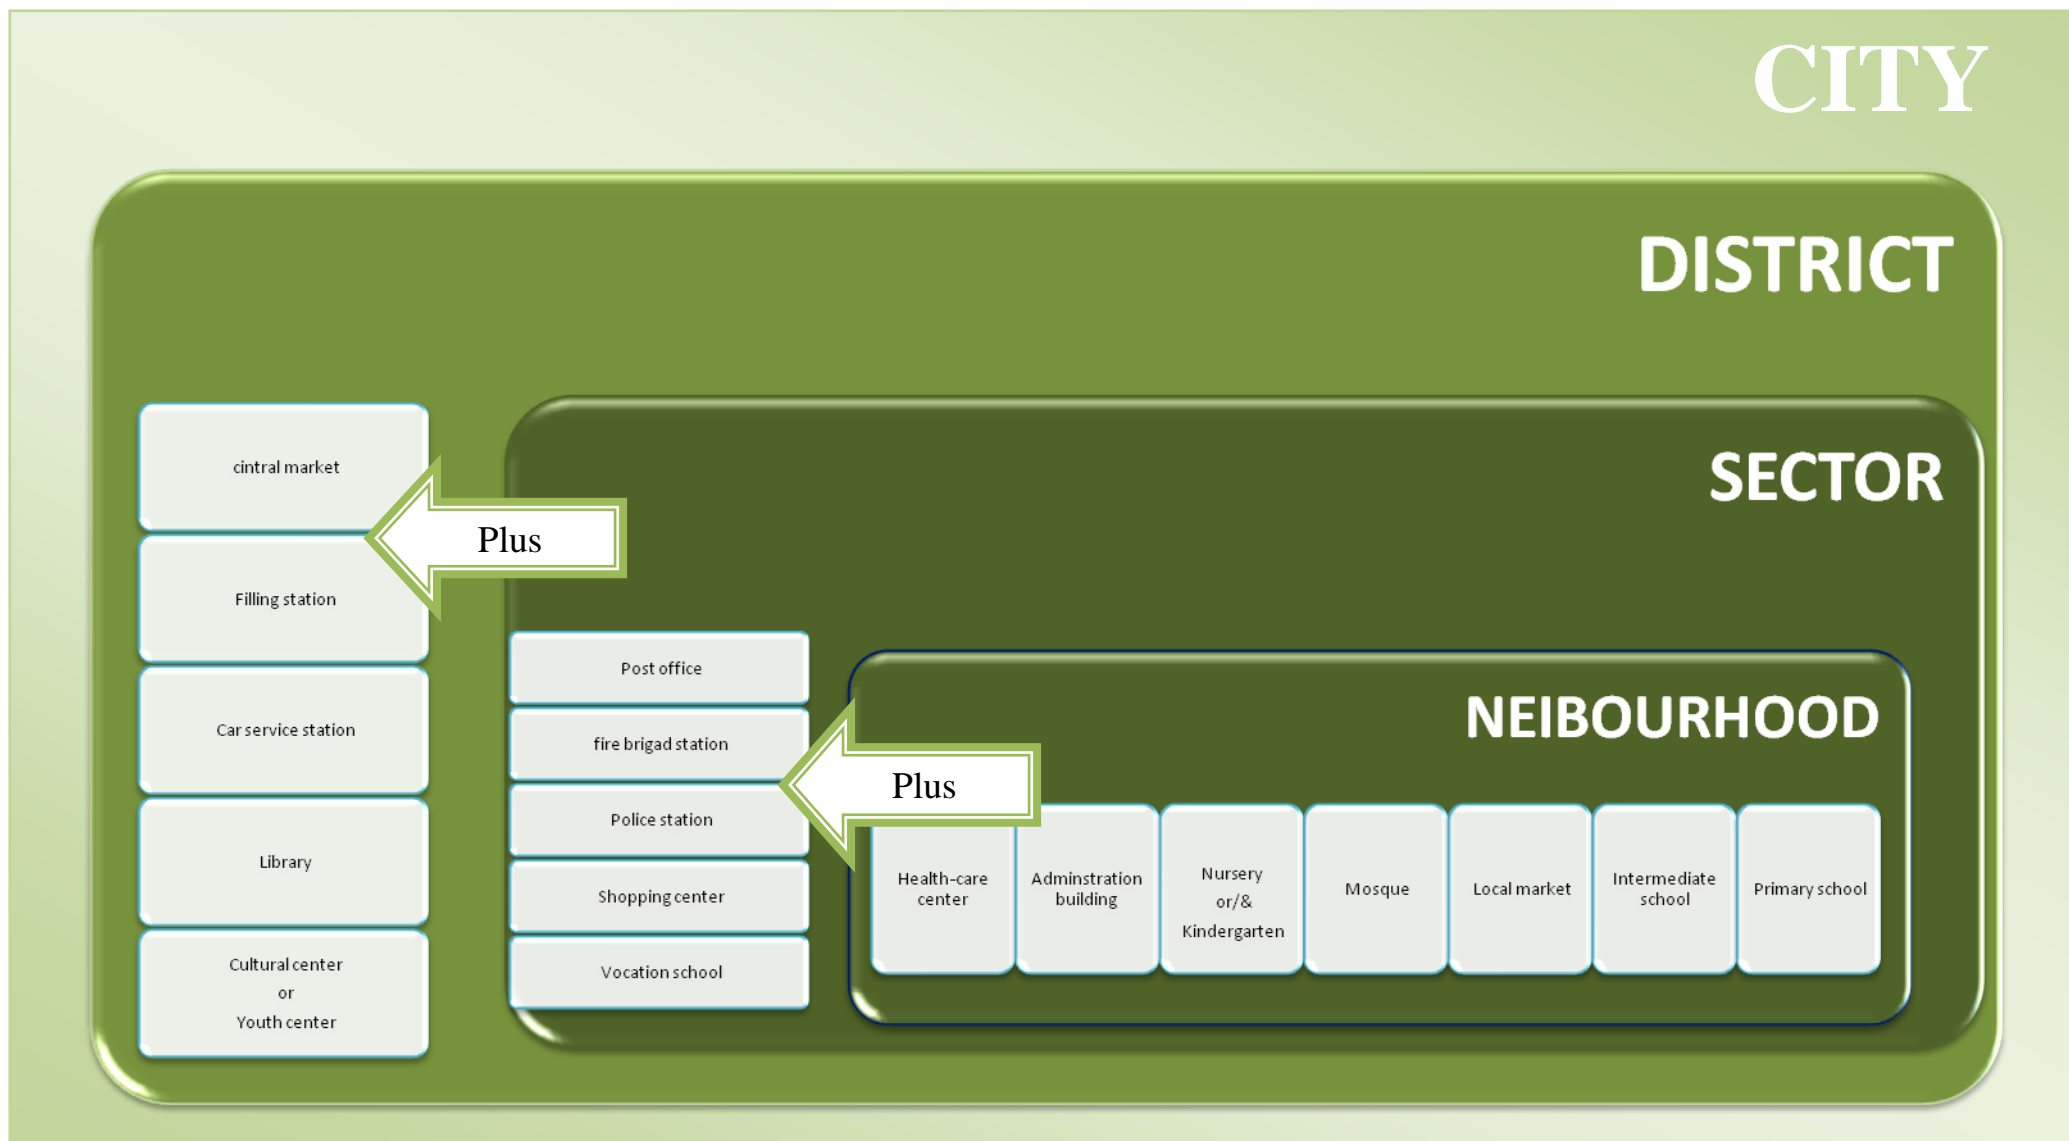 CITY
DISTRICT
SECTOR
NEIBOURHOOD
cintral market
Filling station
Car service station
Library
Cultural center
or
Youth center
Plus
Post office
fire brigad station
Police station
Shopping center
Vocation school
Plus
Health-care
center
Adminstration
building
Nursery
or/&
Kindergarten
Mosque
Local market
Intermediate
school
Primary school